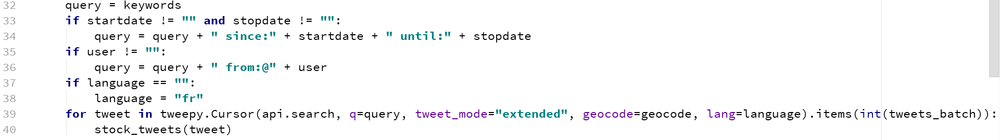 32 query = keywords
33 if startdate != "" and stopdate != "":
34 query = query + " since:" + startdate + " until:" + stopdate
35 if user != "":
36 query = query + " from:@" + user
37 if language == "":
38 language = "fr"
39 for tweet in tweepy.Cursor(api.search, q=query, tweet_mode="extended", geocode=geocode, lang=language).items(int(tweets_batch)):
40 stock_tweets(tweet)